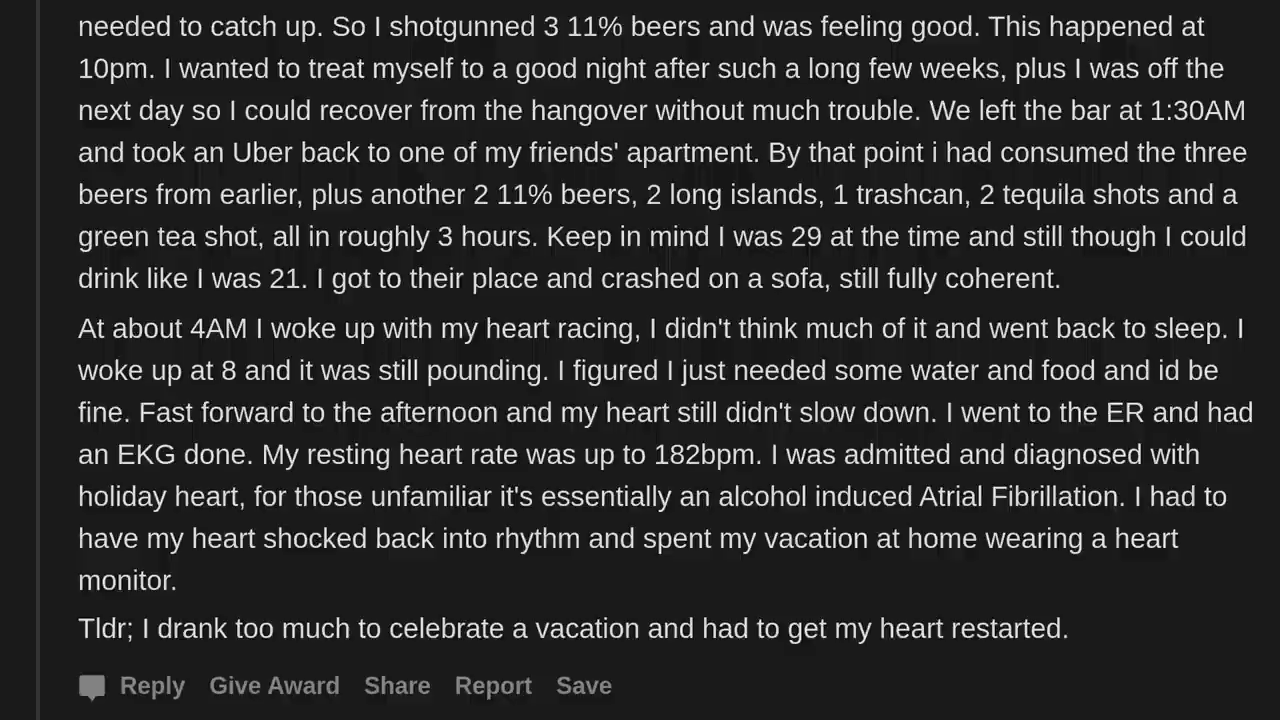 needed to catch up. So I shotgunned 3 11% beers and was feeling good. This happened at
10pm. I wanted to treat myself to a good night after such a long few weeks, plus I was off the
next day so I could recover from the hangover without much trouble. We left the bar at 1:30AM
and took an Uber back to one of my friends' apartment. By that point i had consumed the three
beers from earlier, plus another 2 11% beers, 2 long islands, 1 trashcan, 2 tequila shots and a
green tea shot, all in roughly 3 hours. Keep in mind I was 29 at the time and still though I could
drink like I was 21. I got to their place and crashed on a sofa, still fully coherent.
At about 4AM I woke up with my heart racing, I didn't think much of it and went back to sleep. I
woke up at 8 and it was still pounding. I figured I just needed some water and food and id be
fine. Fast forward to the afternoon and my heart still didn't slow down. I went to the ER and had
an EKG done. My resting heart rate was up to 182bpm. I was admitted and diagnosed with
holiday heart, for those unfamiliar it's essentially an alcohol induced Atrial Fibrillation. I had to
have my heart shocked back into rhythm and spent my vacation at home wearing a heart
monitor.
Tldr; I drank too much to celebrate a vacation and had to get my heart restarted.
Reply Give Award Share Report Save